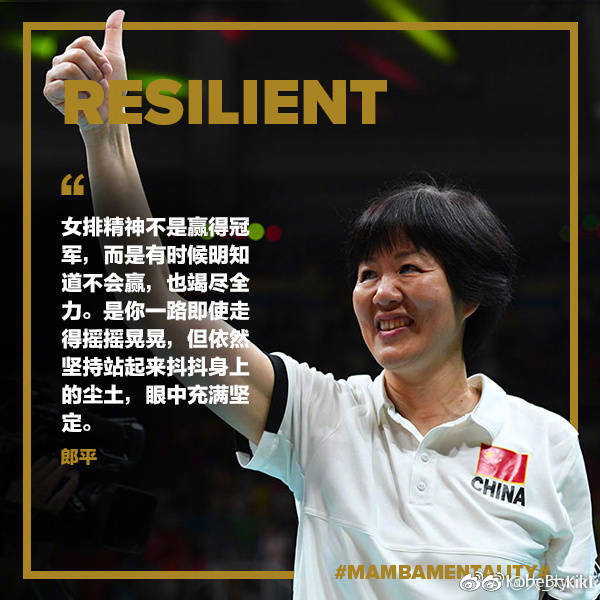 RESILIENT
“
女排精神不是赢得冠
军，而是有时候明知
道不会赢，也竭尽全
力。是你一路即使走
得摇摇晃晃，但依然
坚持站起来抖抖身上
的尘土，眼中充满坚
定。
郎平
CHINA
#MAMBAMENTALITY#